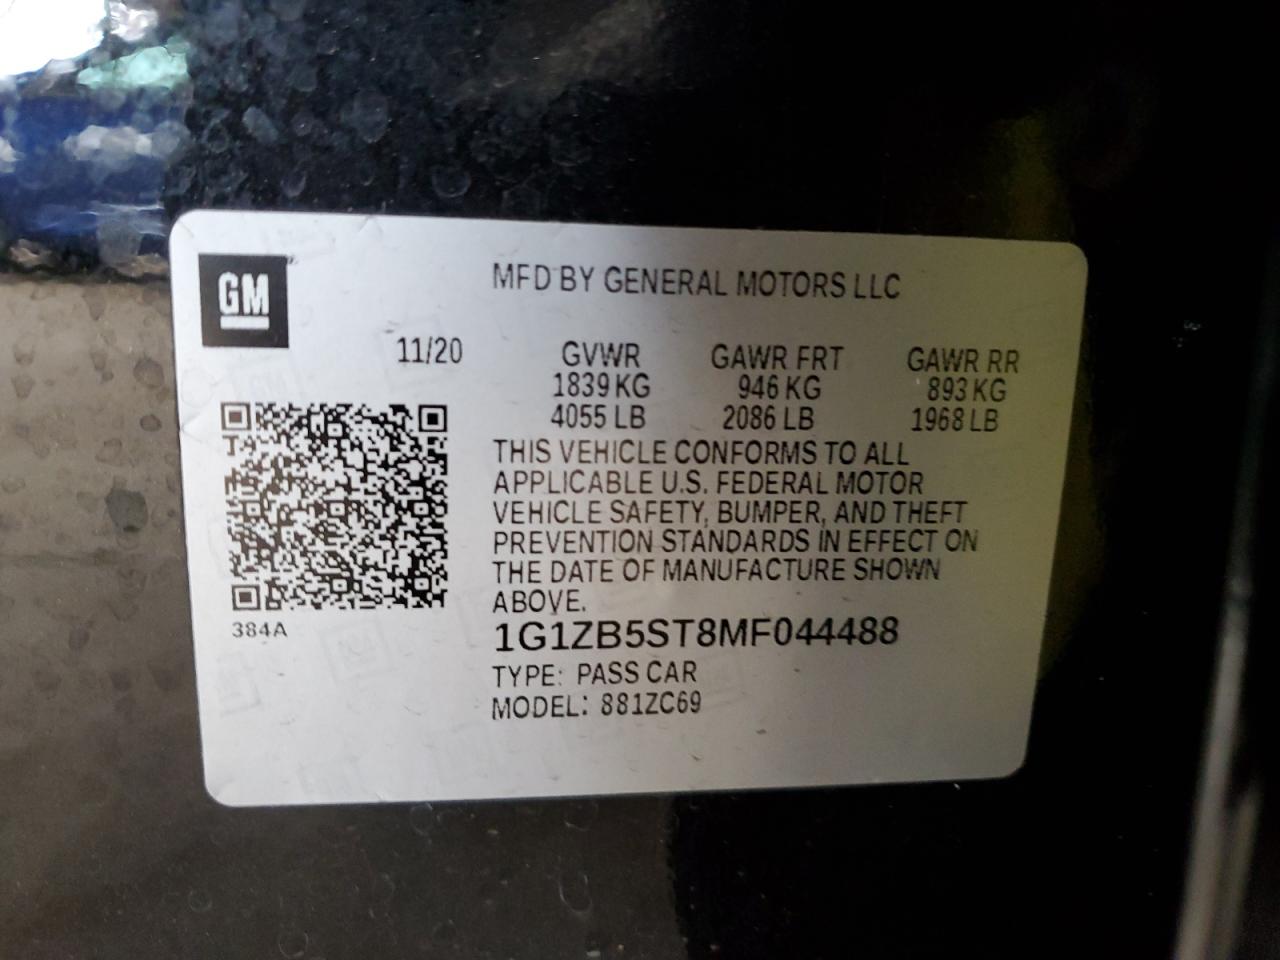 GM
MFD BY GENERAL MOTORS LLC
11/20 GVWR GAWR FRT GAWR RR
1839 KG 946 KG 893 KG
4055 LB 2086 LB 1968 LB
THIS VEHICLE CONFORMS TO ALL
APPLICABLE U.S. FEDERAL MOTOR
VEHICLE SAFETY, BUMPER, AND THEFT
PREVENTION STANDARDS IN EFFECT ON
THE DATE OF MANUFACTURE SHOWN
ABOVE.
384A
1G1ZB5ST8MF044488
TYPE: PASS CAR
MODEL: 881ZC69